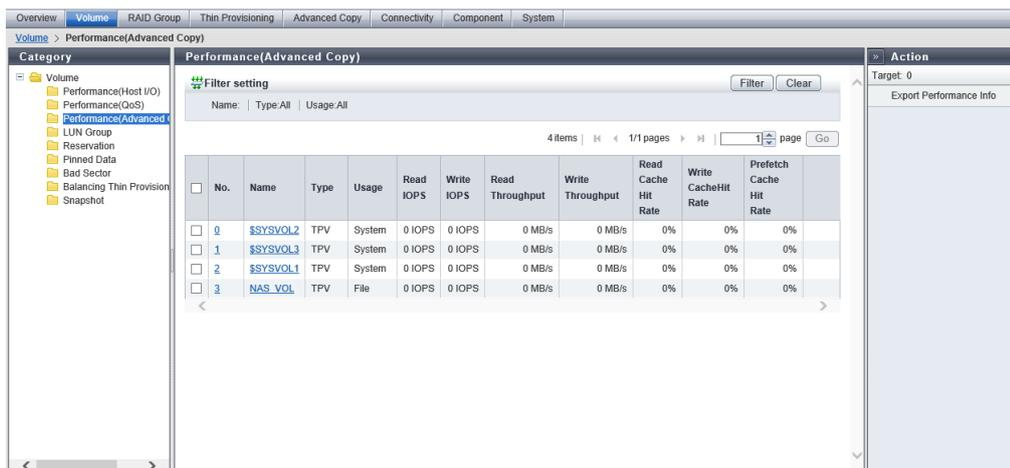 Overview Volume RAID Group Thin Provisioning Advanced Copy Connectivity Component System
Volume > Performance(Advanced Copy)
Category
Volume
Performance(Host I/O)
Performance(QoS)
Performance(Advanced
LUN Group
Reservation
Pinned Data
Bad Sector
Balancing Thin Provision
Snapshot
Performance(Advanced Copy)
Filter setting Filter Clear
Name: Type:All Usage:All
4 items 1/1 pages 1 page Go
No. Name Type Usage Read IOPS Write IOPS Read Throughput Write Throughput Read Cache Hit Rate Write CacheHit Rate Prefetch Cache Hit Rate
0 $SYSVOL2 TPV System 0 IOPS 0 IOPS 0 MB/s 0 MB/s 0% 0% 0%
1 $SYSVOL3 TPV System 0 IOPS 0 IOPS 0 MB/s 0 MB/s 0% 0% 0%
2 $SYSVOL1 TPV System 0 IOPS 0 IOPS 0 MB/s 0 MB/s 0% 0% 0%
3 NAS_VOL TPV File 0 IOPS 0 IOPS 0 MB/s 0 MB/s 0% 0% 0%
» Action
Target: 0
Export Performance Info